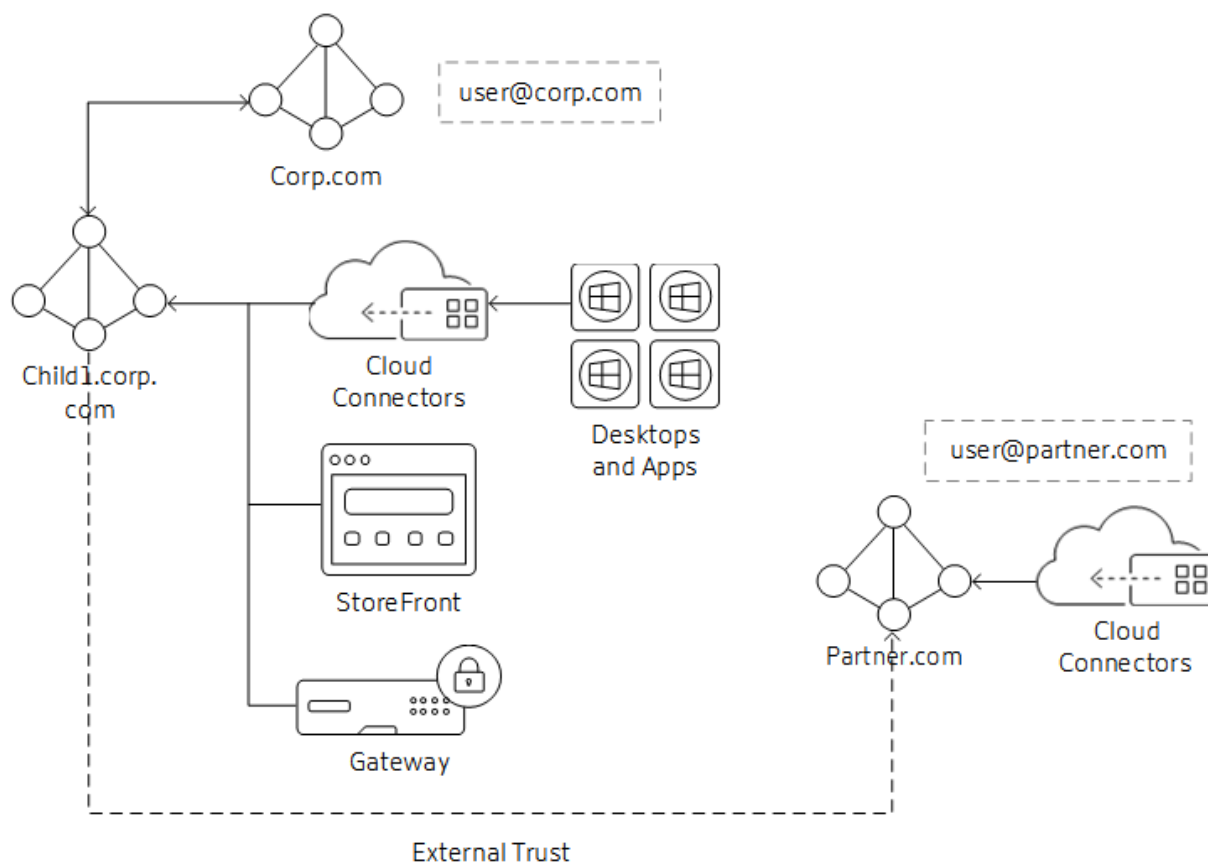 user@corp.com
Corp.com
Child1.corp.
com
Cloud
Connectors
Desktops
and Apps
StoreFront
Gateway
user@partner.com
Partner.com
Cloud
Connectors
External Trust